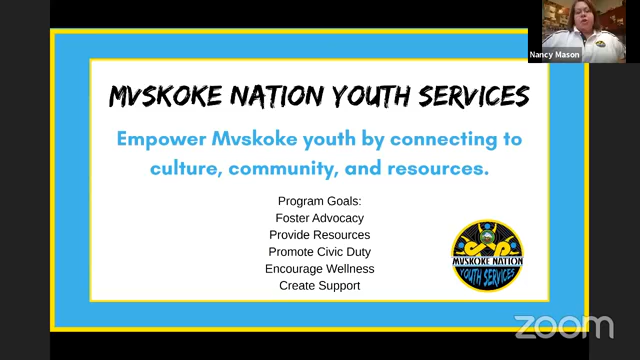 MVSKOKE NATION YOUTH SERVICES
Empower Mvskoke youth by connecting to
culture, community, and resources.
Program Goals:
Foster Advocacy
Provide Resources
Promote Civic Duty
Encourage Wellness
Create Support
MVSKOKE NATION
YOUTH SERVICES
Nancy Mason
zoom